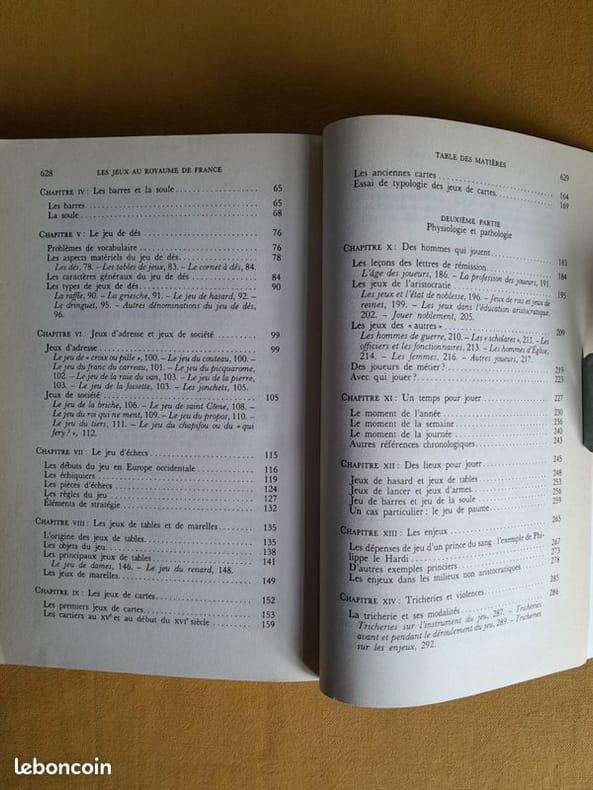 628 LES JEUX AU ROYAUME DE FRANCE
CHAPITRE IV : Les barres et la soule 65
Les barres 65
La soule 68
CHAPITRE V : Le jeu de dés 76
Problèmes de vocabulaire 76
Les aspects matériels du jeu de dés 78
Les dés, 78. – Les tables de jeux, 83. – Le cornet à dés, 84.
Les caractères généraux du jeu de dés 84
Les types de jeux de dés 90
La raffle, 90. – La griesche, 91. – Le jeu de hasard, 92. –
Le dringuet, 95. – Autres dénominations du jeu de dés,
96.
CHAPITRE VI : Jeux d'adresse et jeux de société 99
Jeux d'adresse 99
Le jeu de « croix ou pille », 100. – Le jeu du couteau, 100. –
Le jeu du franc du carreau, 101. – Le jeu du picquarome,
102. – Le jeu de la raie du van, 103. – Le jeu de la pierre,
103. – Le jeu de la fossette, 103. – Les jonchets, 105.
Jeux de société 105
Le jeu de la briche, 106. – Le jeu de saint Côme, 108. –
Le jeu du roi qui ne ment, 109. – Le jeu du propos, 110. –
Le jeu du tiers, 111. – Le jeu du chapifou ou du « qui
fery ? », 112.
CHAPITRE VII : Le jeu d'échecs 115
Les débuts du jeu en Europe occidentale 116
Les échiquiers 119
Les pièces d'échecs 124
Les règles du jeu 127
Éléments de stratégie 132
CHAPITRE VIII : Les jeux de tables et de marelles 135
L'origine des jeux de tables 135
Les objets du jeu 138
Les principaux jeux de tables 141
Le jeu de dames, 146. – Le jeu du renard, 148.
Les jeux de marelles 149
CHAPITRE IX : Les jeux de cartes 152
Les premiers jeux de cartes 153
Les cartiers au XVe et au début du XVIe siècle 159
TABLE DES MATIÈRES 629
Les anciennes cartes 164
Essai de typologie des jeux de cartes 169
DEUXIÈME PARTIE
Physiologie et pathologie
CHAPITRE X : Des hommes qui jouent 183
Les leçons des lettres de rémission 184
L'âge des joueurs, 186. – La profession des joueurs, 191.
Les jeux de l'aristocratie 195
Les jeux et l'état de noblesse, 196. – Jeux de rois et jeux de
reines, 199. – Les jeux dans l'éducation aristocratique,
202. – Jouer noblement, 205.
Les jeux des « autres » 209
Les hommes de guerre, 210. – Les « scholares », 211. – Les
officiers et les fonctionnaires, 213. – Les hommes d'Église,
214. – Les femmes, 216. – Autres joueurs, 217.
Des joueurs de métier ? 219
Avec qui jouer ? 223
CHAPITRE XI : Un temps pour jouer 227
Le moment de l'année 230
Le moment de la semaine 236
Le moment de la journée 240
Autres références chronologiques 243
CHAPITRE XII : Des lieux pour jouer 245
Jeux de hasard et jeux de tables 248
Jeux de lancer et jeux d'armes 253
Jeu de barres et jeu de la soule 256
Un cas particulier : le jeu de paume 259
CHAPITRE XIII : Les enjeux 265
Les dépenses de jeu d'un prince du sang : l'exemple de Phi-
lippe le Hardi 267
D'autres exemples princiers 273
Les enjeux dans les milieux non aristocratiques 278
CHAPITRE XIV : Tricheries et violences 285
La tricherie et ses modalités 286
Tricheries sur l'instrument du jeu, 287. – Tricheries
avant et pendant le déroulement du jeu, 289. – Tricheries
sur les enjeux, 292.
leboncoin